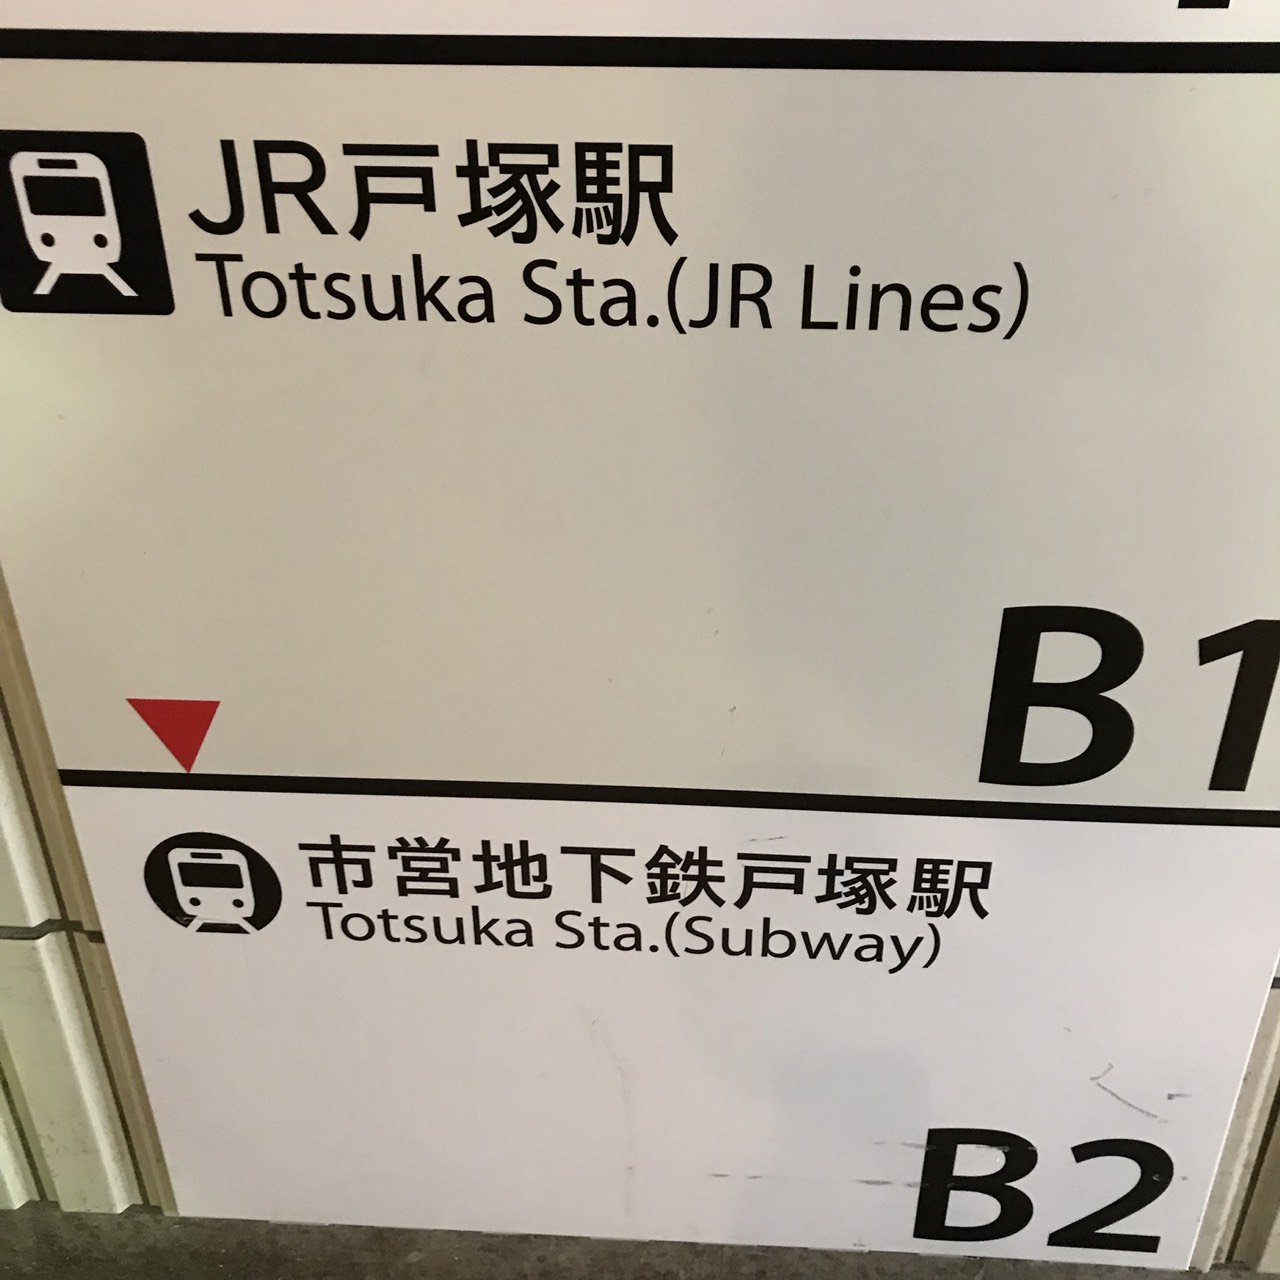 JR戸塚駅
Totsuka Sta.(JR Lines)
B1
市営地下鉄戸塚駅
Totsuka Sta.(Subway)
B2